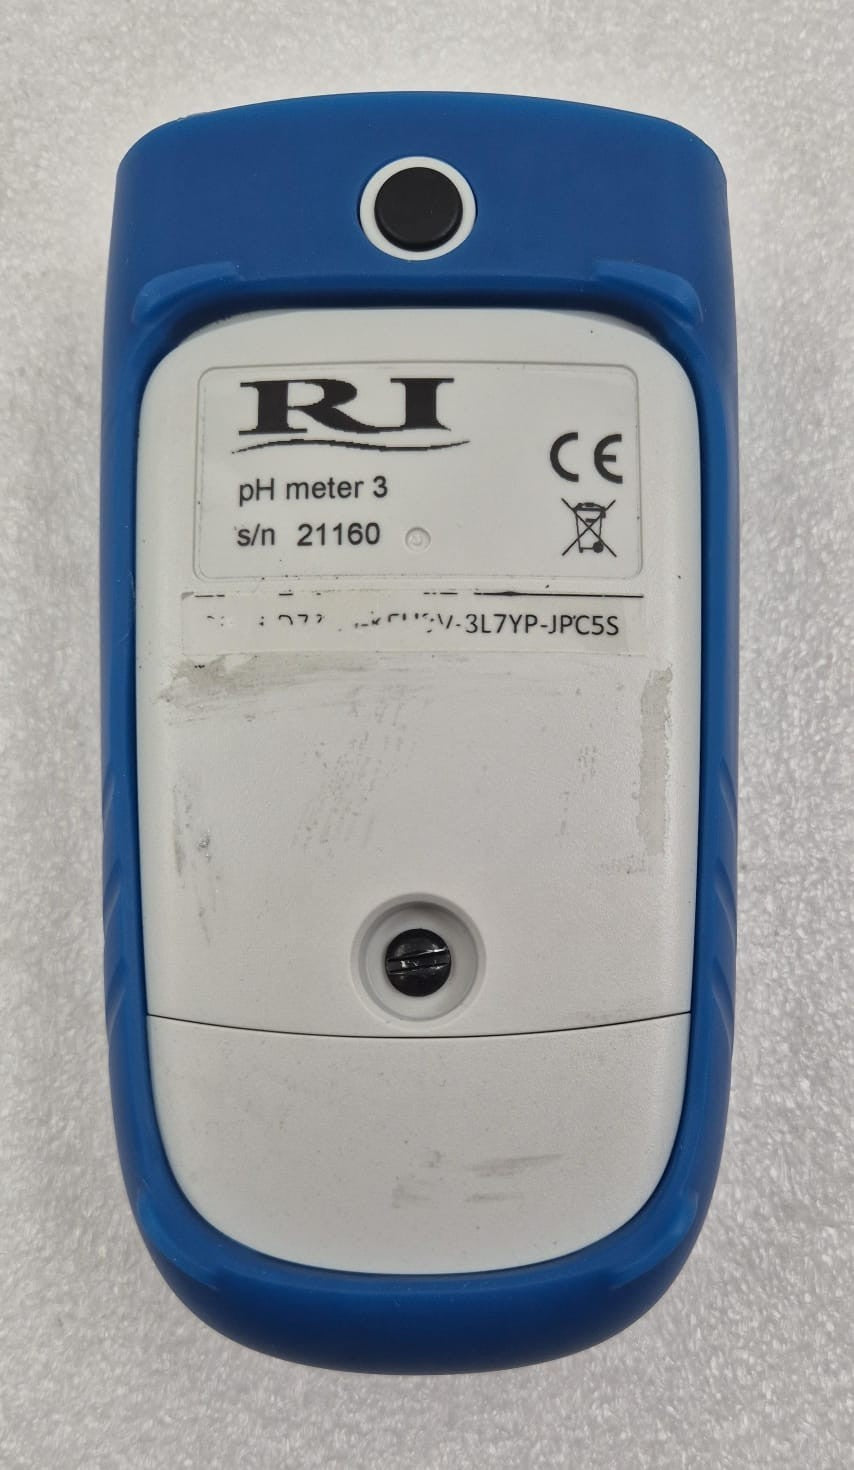 RI
CE
pH meter 3
s/n 21160
-3L7YP-JPC5S